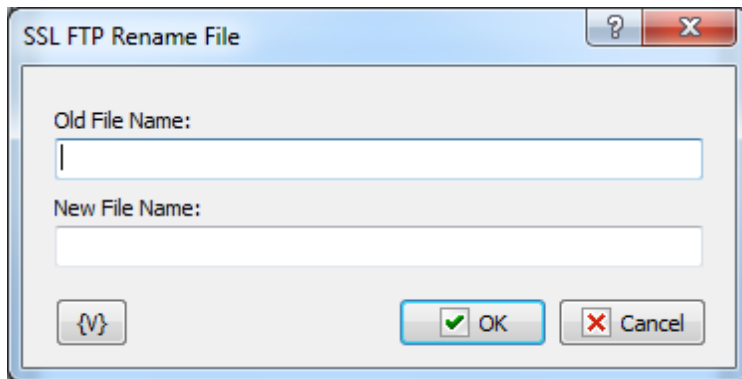 SSL FTP Rename File
Old File Name:
New File Name:
{V}
OK
Cancel